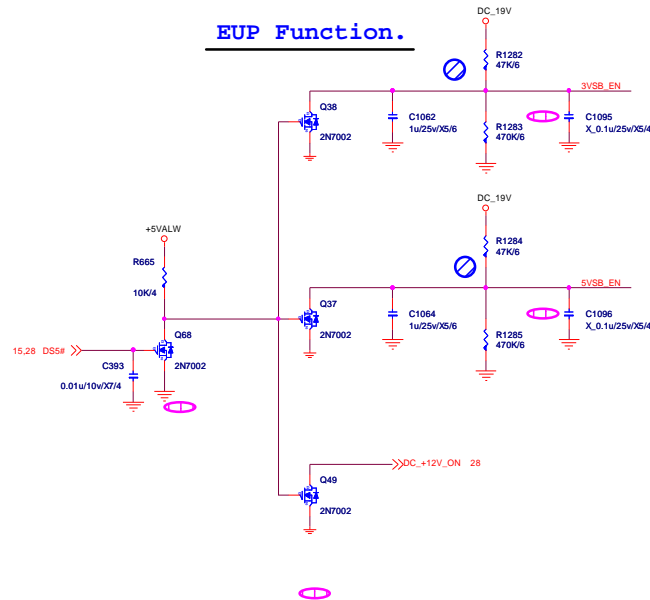 EUP Function.
DC_19V
R1282
47K/6
3VSB_EN
Q38
2N7002
C1062
1u/25v/X5/6
R1283
470K/6
C1095
X_0.1u/25v/X5/4
DC_19V
+5VALW
R1284
47K/6
R665
10K/4
5VSB_EN
Q37
2N7002
C1064
1u/25v/X5/6
R1285
470K/6
C1096
X_0.1u/25v/X5/4
15,28 DS5#
Q68
2N7002
C393
0.01u/10v/X7/4
DC_+12V_ON 28
Q49
2N7002